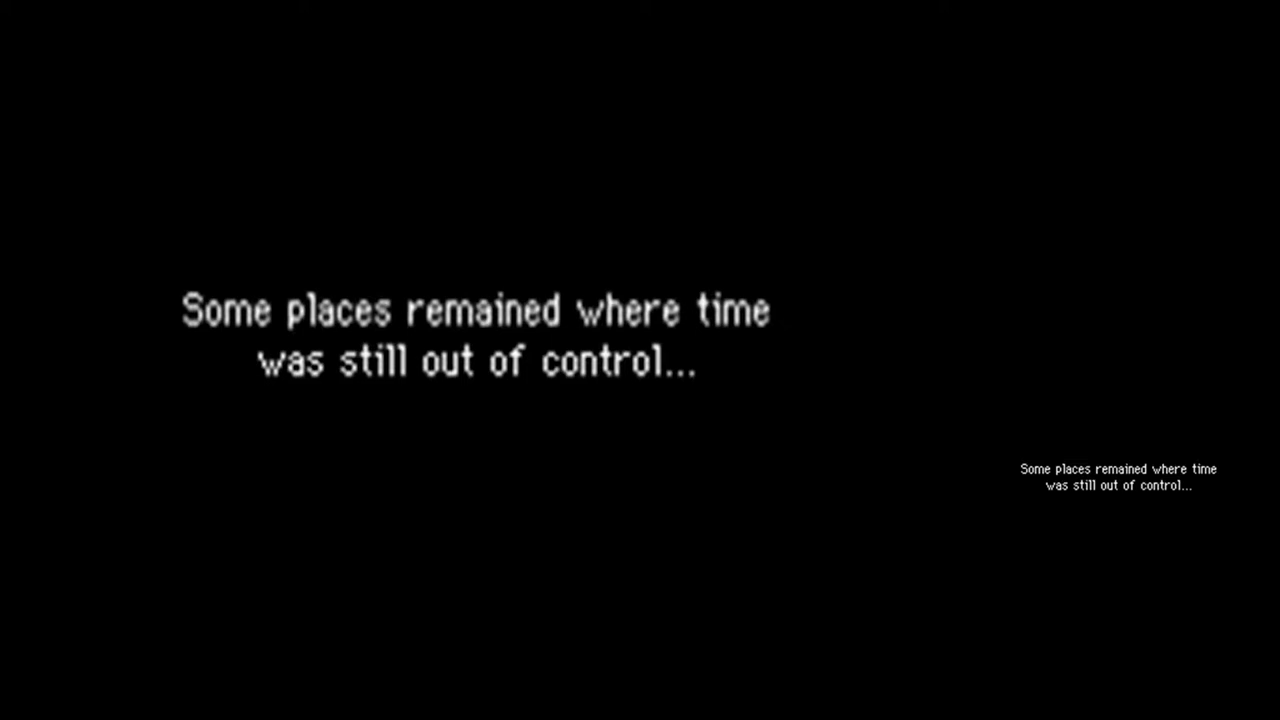 Some places remained where time
was still out of control...
Some places remained where time
was still out of control...